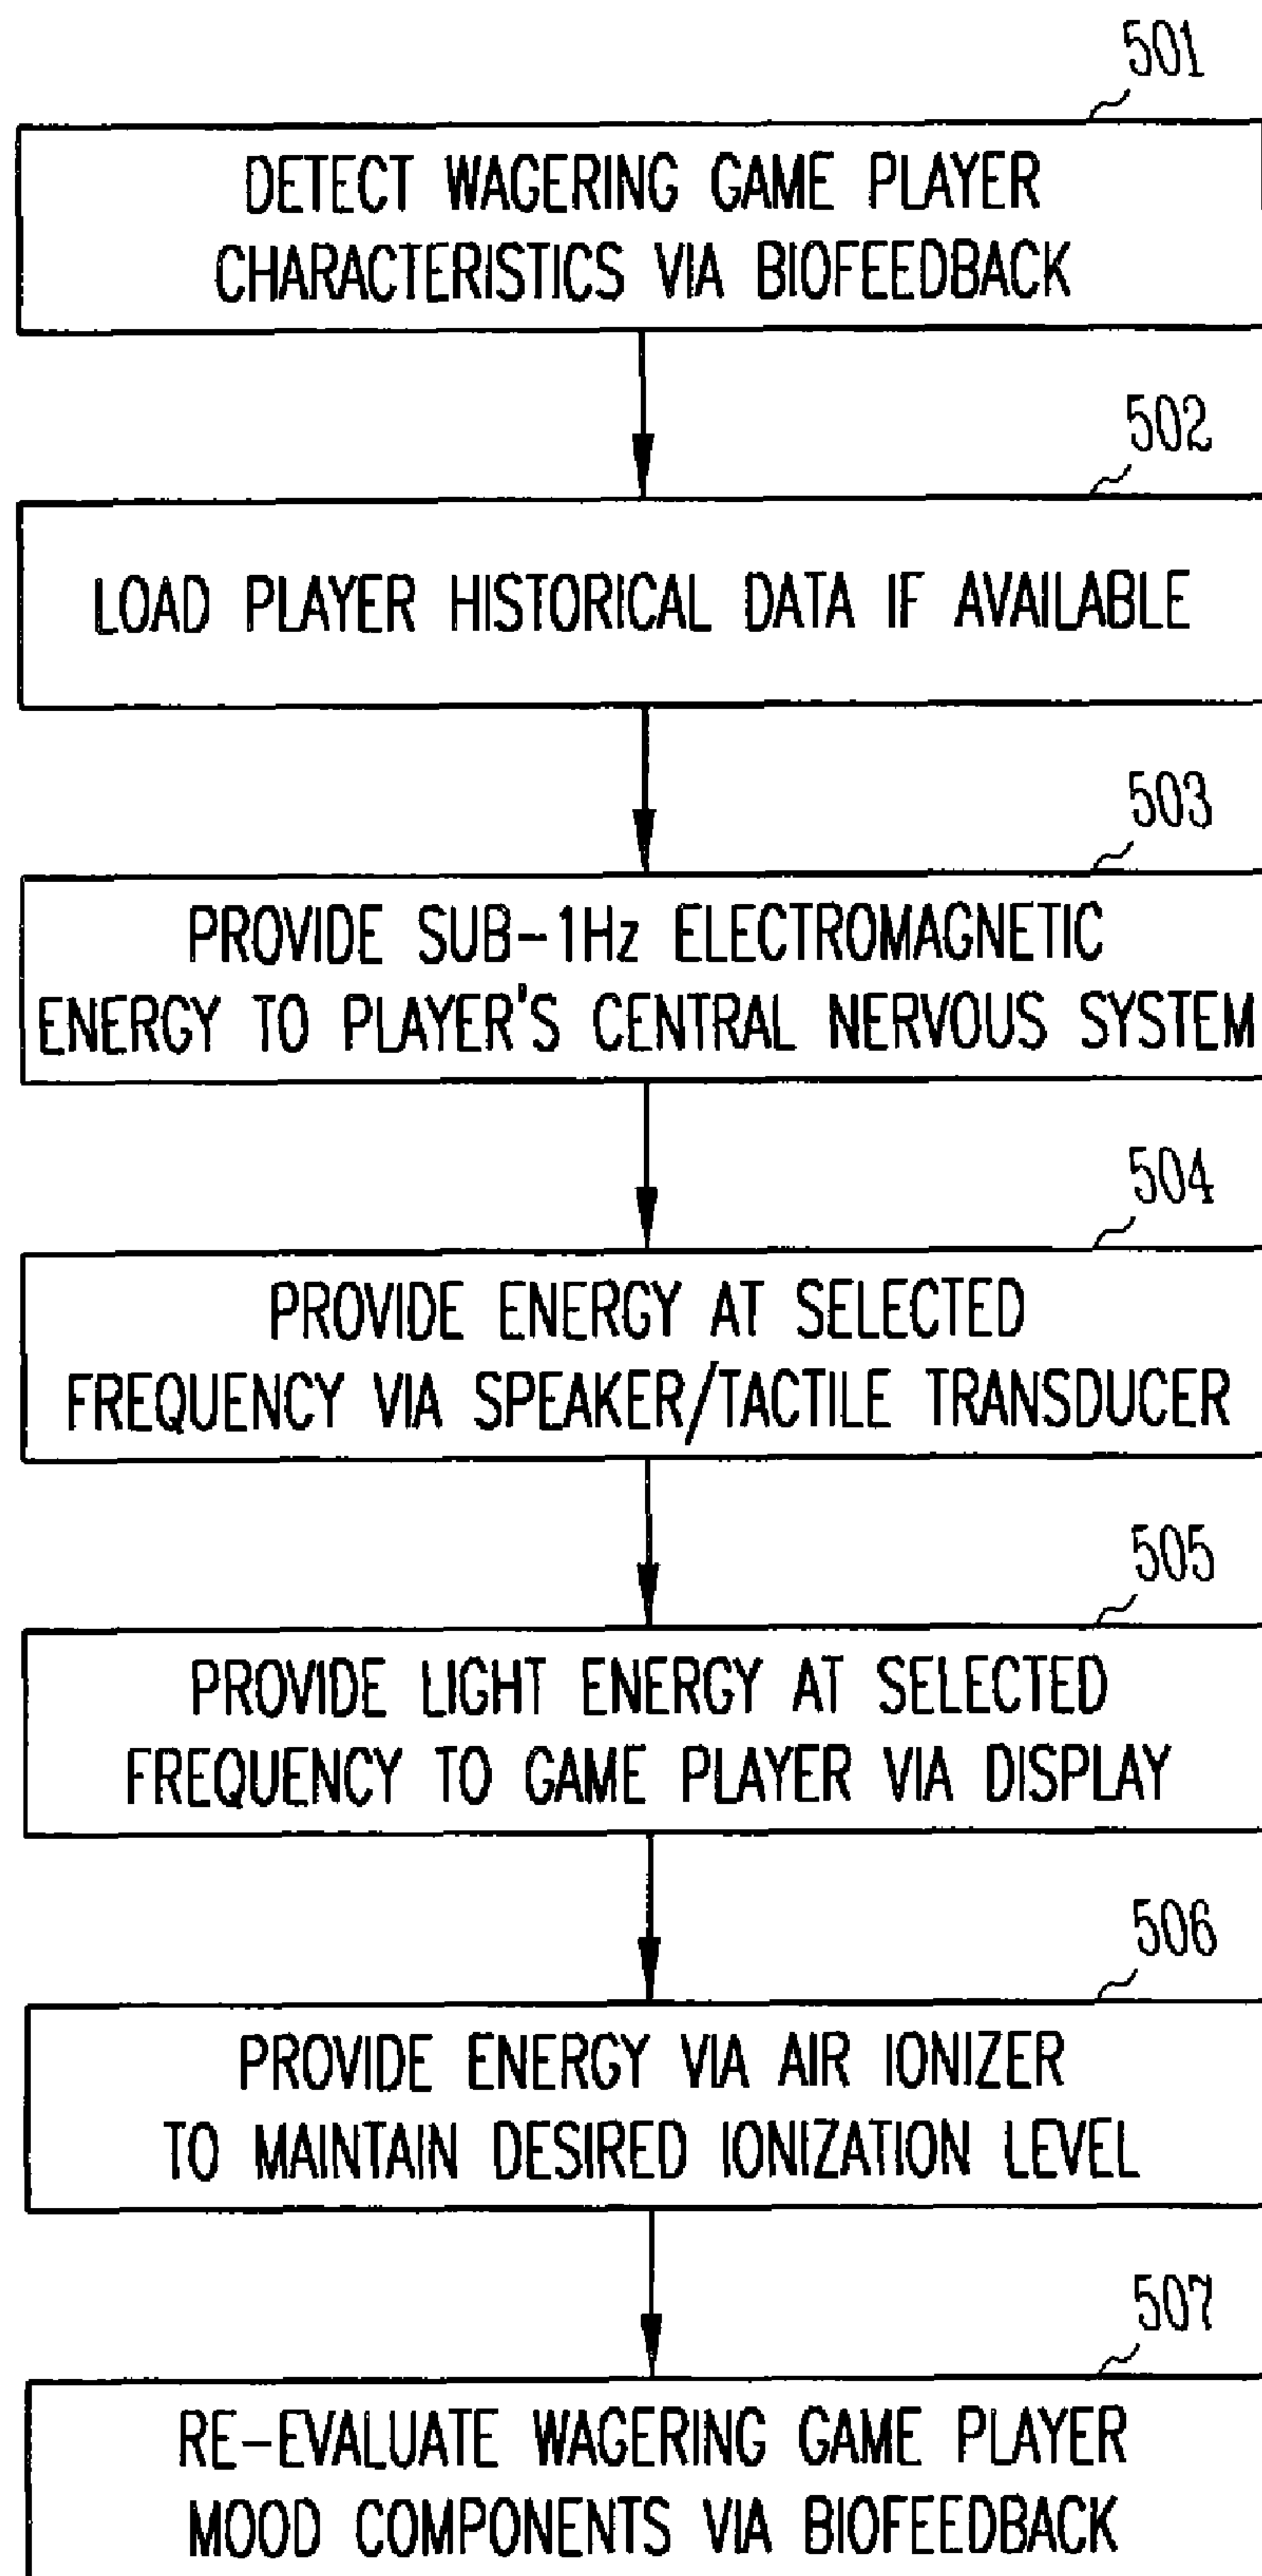 501
DETECT WAGERING GAME PLAYER
CHARACTERISTICS VIA BIOFEEDBACK
502
LOAD PLAYER HISTORICAL DATA IF AVAILABLE
503
PROVIDE SUB-1Hz ELECTROMAGNETIC
ENERGY TO PLAYER'S CENTRAL NERVOUS SYSTEM
504
PROVIDE ENERGY AT SELECTED
FREQUENCY VIA SPEAKER/TACTILE TRANSDUCER
505
PROVIDE LIGHT ENERGY AT SELECTED
FREQUENCY TO GAME PLAYER VIA DISPLAY
506
PROVIDE ENERGY VIA AIR IONIZER
TO MAINTAIN DESIRED IONIZATION LEVEL
507
RE-EVALUATE WAGERING GAME PLAYER
MOOD COMPONENTS VIA BIOFEEDBACK